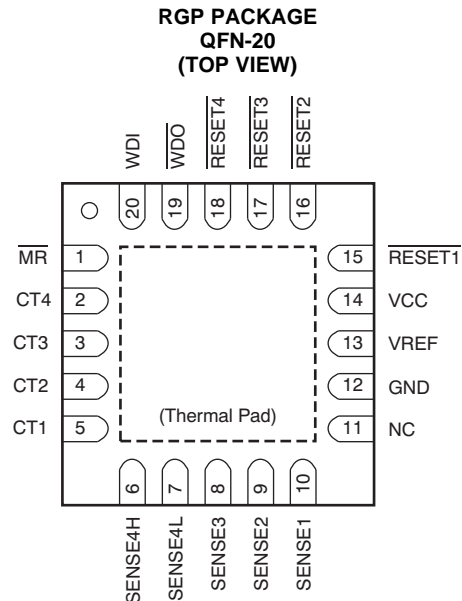 RGP PACKAGE
QFN-20
(TOP VIEW)
WDI
WDO
RESET4
RESET3
RESET2
20
19
18
17
16
MR 1
CT4 2
CT3 3
CT2 4
CT1 5
15 RESET1
14 VCC
13 VREF
12 GND
11 NC
(Thermal Pad)
6
7
8
9
10
SENSE4H
SENSE4L
SENSE3
SENSE2
SENSE1